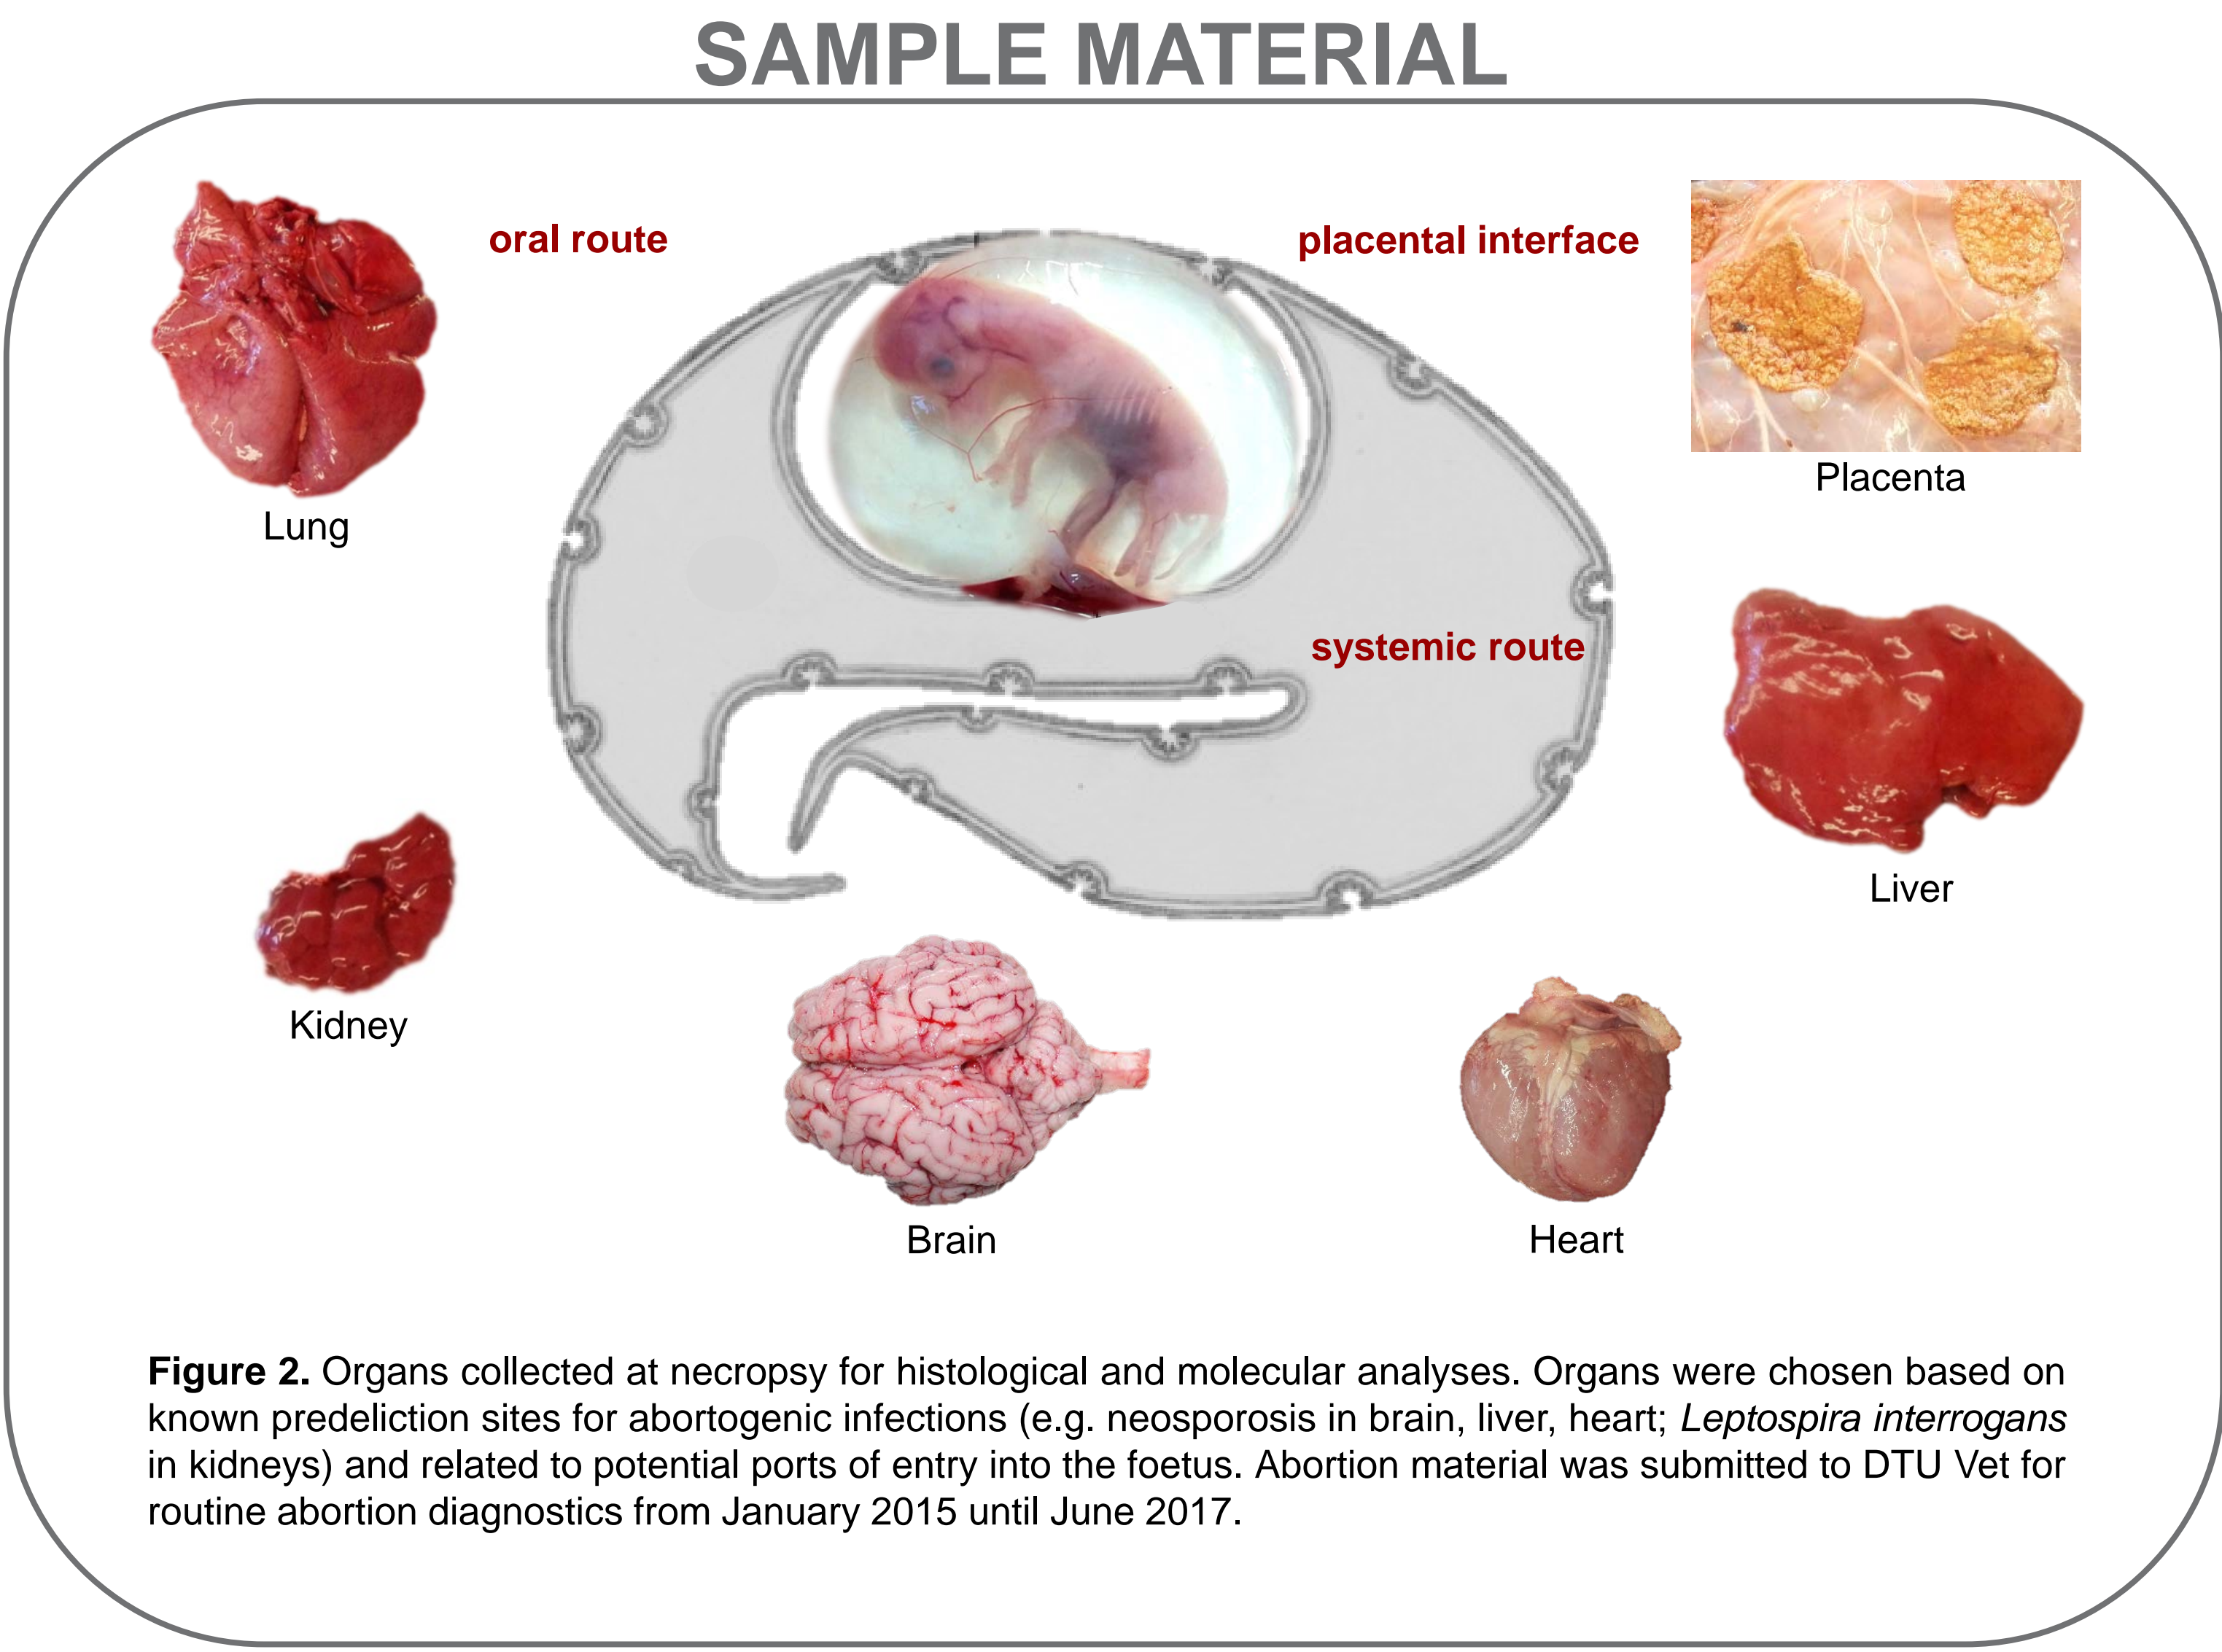 SAMPLE MATERIAL
oral route
placental interface
Placenta
Lung
systemic route
Liver
Kidney
Brain
Heart
Figure 2. Organs collected at necropsy for histological and molecular analyses. Organs were chosen based on
known predeliction sites for abortogenic infections (e.g. neosporosis in brain, liver, heart; Leptospira interrogans
in kidneys) and related to potential ports of entry into the foetus. Abortion material was submitted to DTU Vet for
routine abortion diagnostics from January 2015 until June 2017.